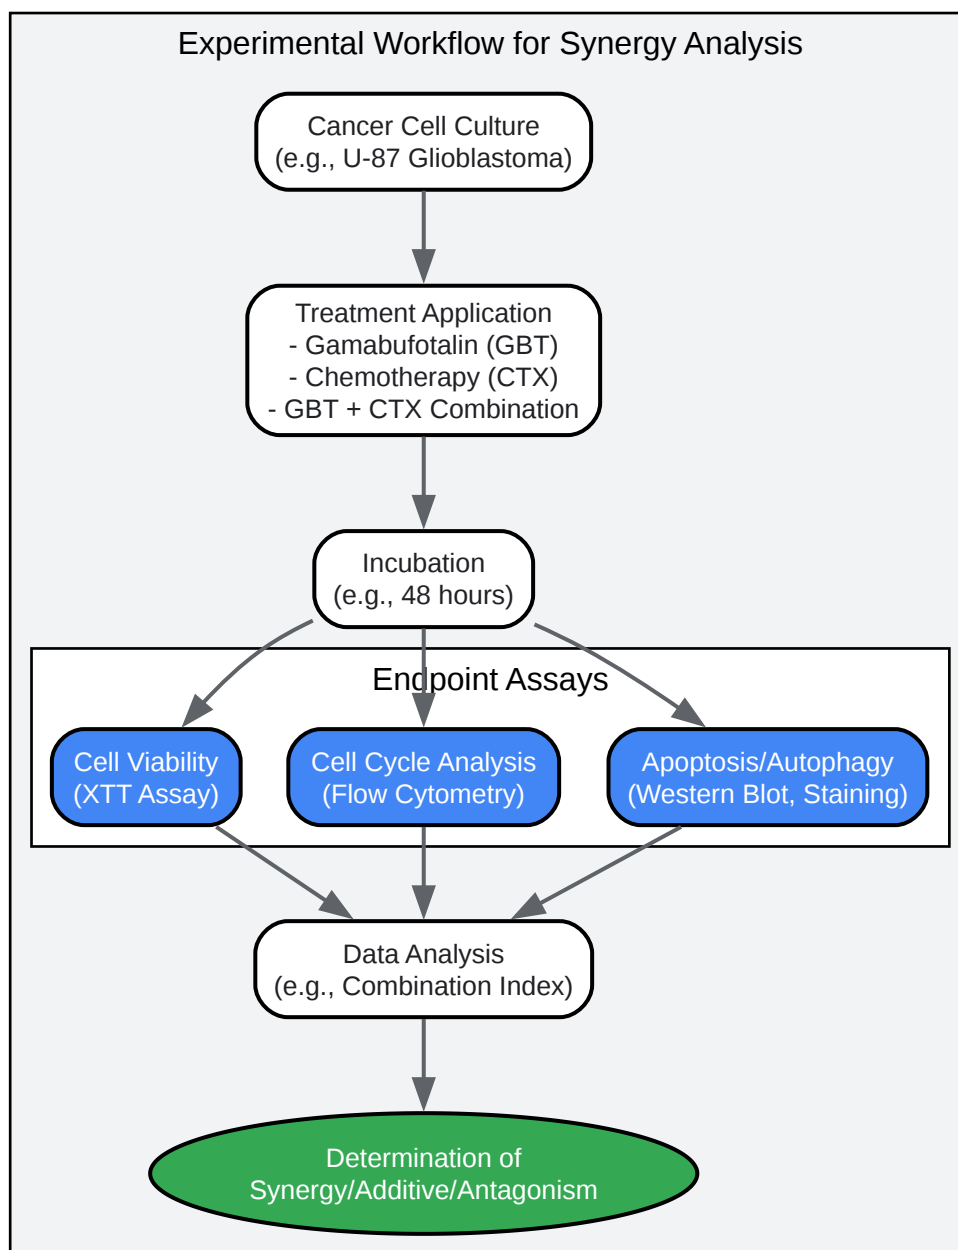 Experimental Workflow for Synergy Analysis
Cancer Cell Culture
(e.g., U-87 Glioblastoma)
Treatment Application
- Gamabufotalin (GBT)
- Chemotherapy (CTX)
- GBT + CTX Combination
Incubation
(e.g., 48 hours)
Endpoint Assays
Cell Viability
(XTT Assay)
Cell Cycle Analysis
(Flow Cytometry)
Apoptosis/Autophagy
(Western Blot, Staining)
Data Analysis
(e.g., Combination Index)
Determination of
Synergy/Additive/Antagonism